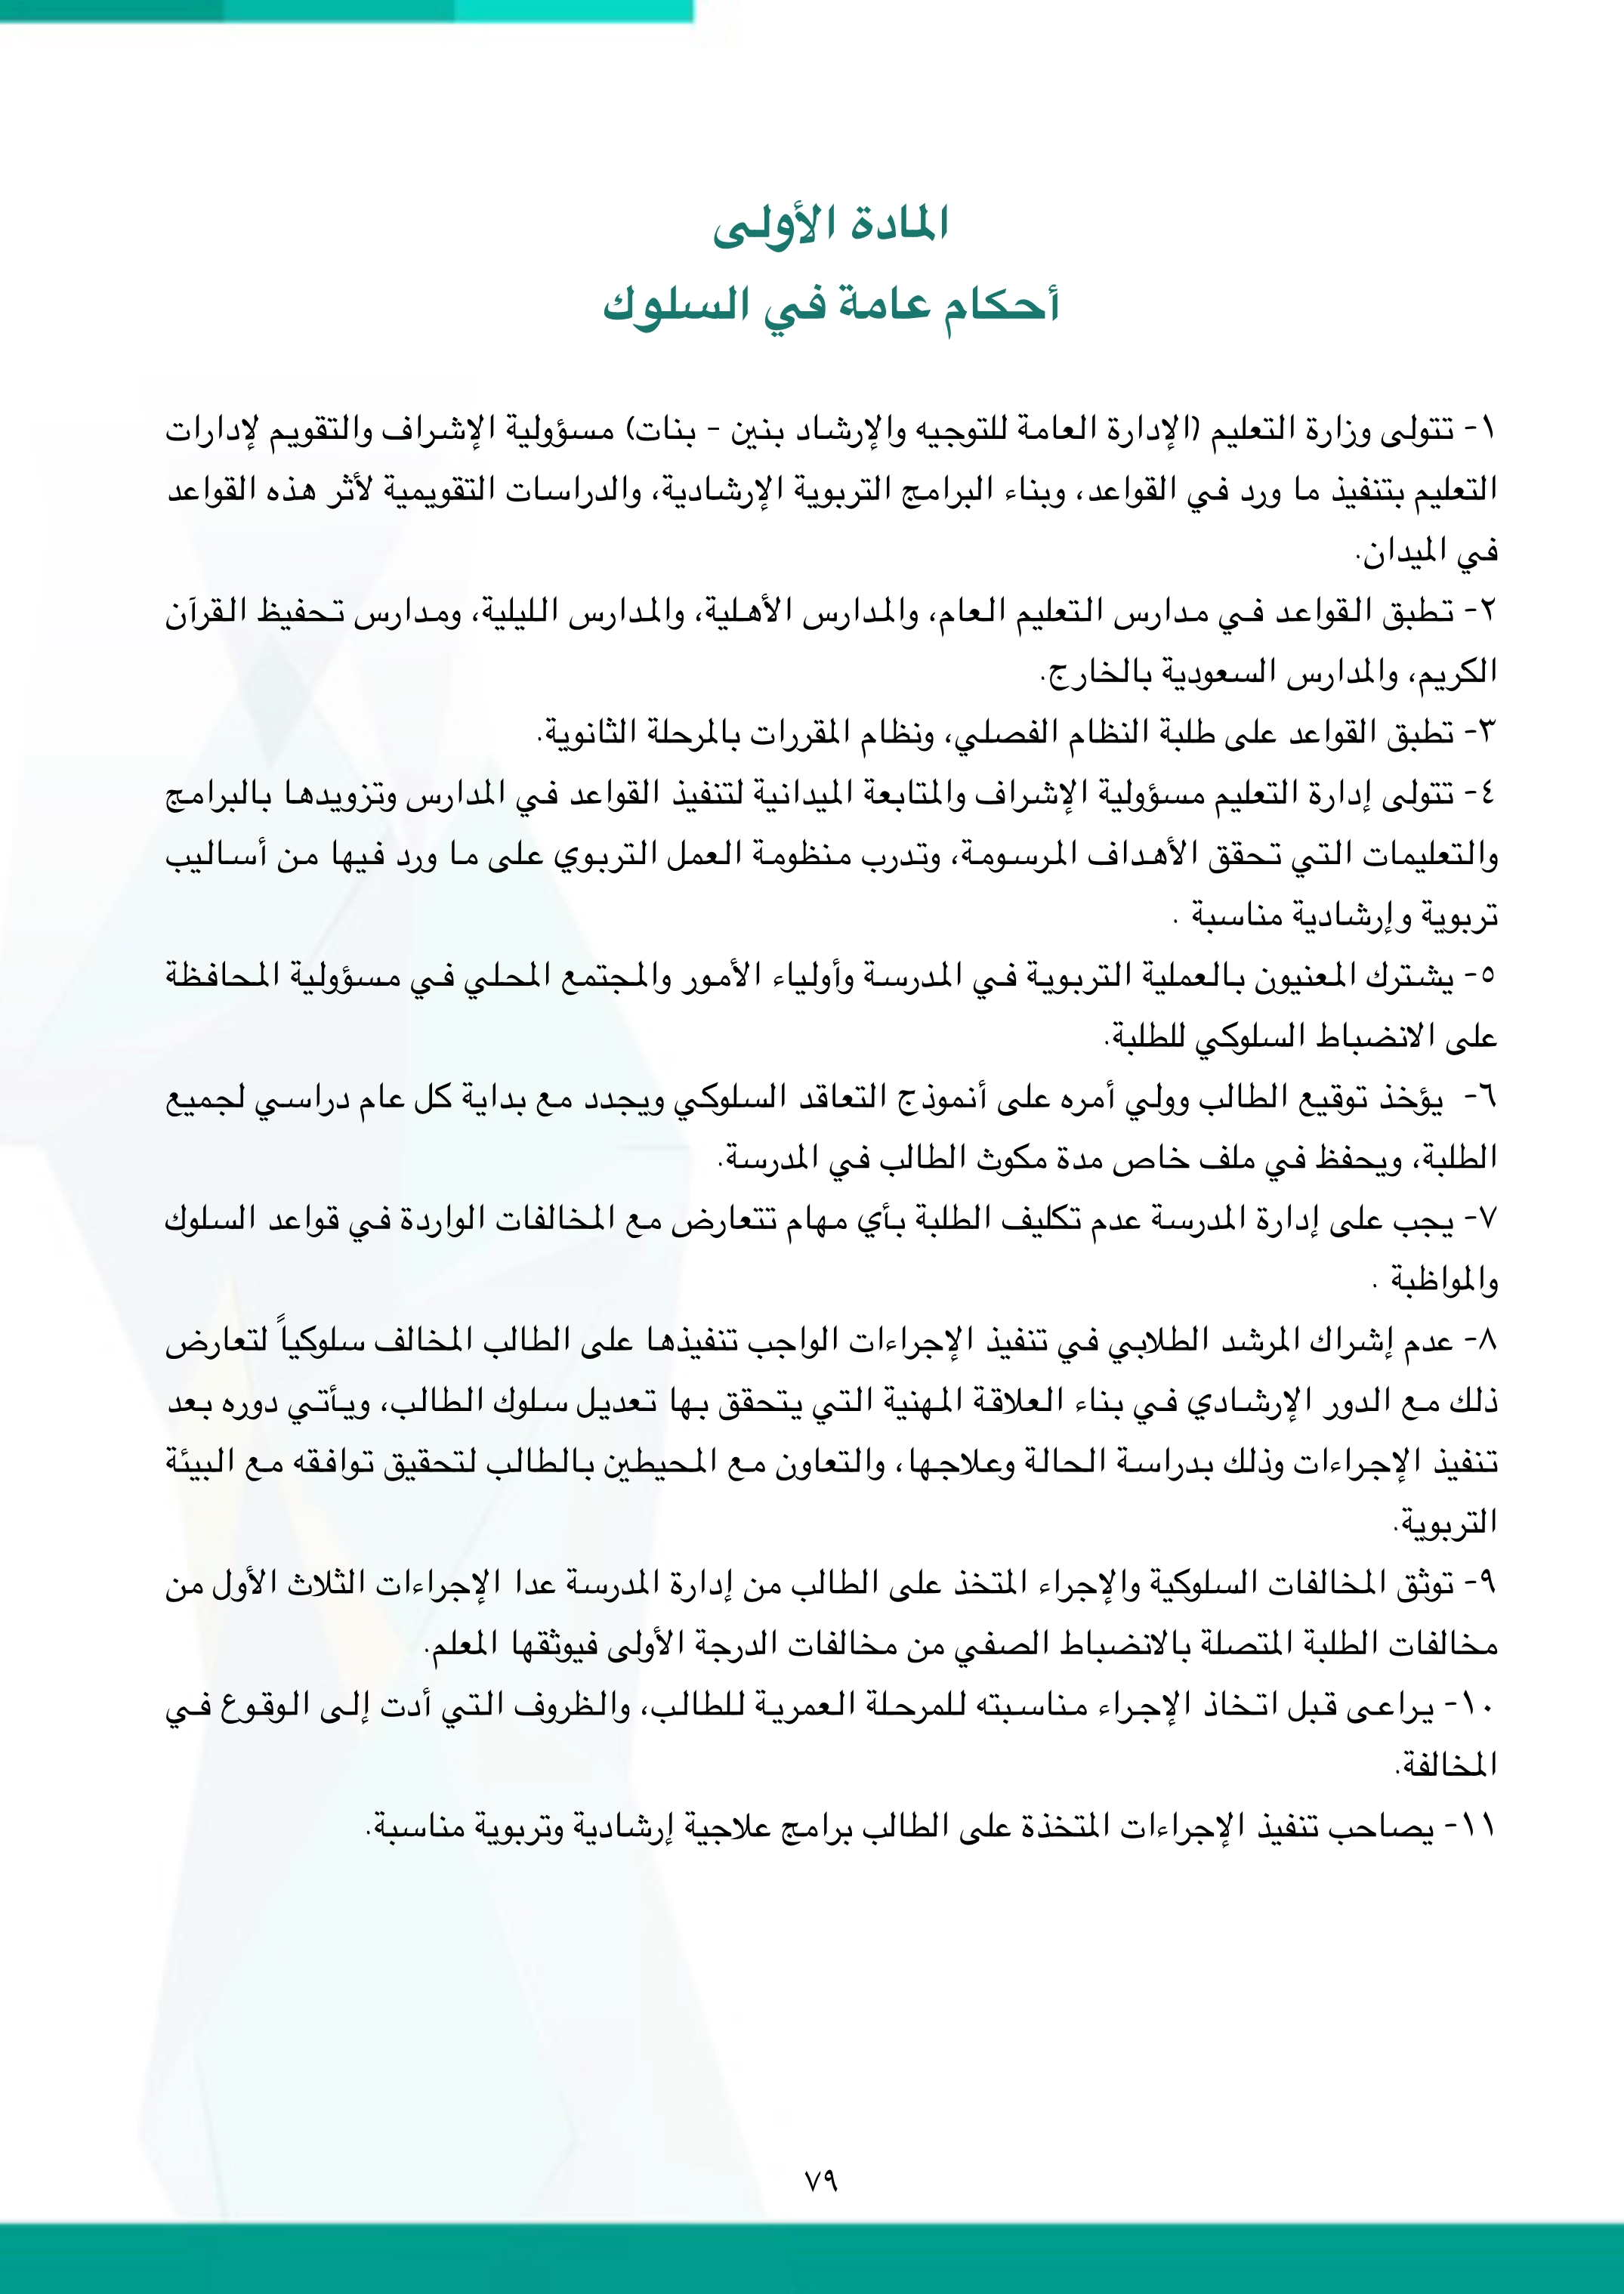 المادة الأولى
أحكام عامة في السلوك
١- تتولى وزارة التعليم (الإدارة العامة للتوجيه والإرشاد بنين - بنات) مسؤولية الإشراف والتقويم لإدارات
التعليم بتنفيذ ما ورد في القواعد، وبناء البرامج التربوية الإرشادية، والدراسات التقويمية لأثر هذه القواعد
في الميدان.
٢- تطبق القواعد في مدارس التعليم العام، والمدارس الأهلية، والمدارس الليلية، ومدارس تحفيظ القرآن
الكريم، والمدارس السعودية بالخارج.
٣- تطبق القواعد على طلبة النظام الفصلي، ونظام المقررات بالمرحلة الثانوية.
٤- تتولى إدارة التعليم مسؤولية الإشراف والمتابعة الميدانية لتنفيذ القواعد في المدارس وتزويدها بالبرامج
والتعليمات التي تحقق الأهداف المرسومة، وتدرب منظومة العمل التربوي على ما ورد فيها من أساليب
تربوية وإرشادية مناسبة .
٥- يشترك المعنيون بالعملية التربوية في المدرسة وأولياء الأمور والمجتمع المحلي في مسؤولية المحافظة
على الانضباط السلوكي للطلبة.
٦- يؤخذ توقيع الطالب وولي أمره على أنموذج التعاقد السلوكي ويجدد مع بداية كل عام دراسي لجميع
الطلبة، ويحفظ في ملف خاص مدة مكوث الطالب في المدرسة.
٧- يجب على إدارة المدرسة عدم تكليف الطلبة بأي مهام تتعارض مع المخالفات الواردة في قواعد السلوك
والمواظبة .
٨- عدم إشراك المرشد الطلابي في تنفيذ الإجراءات الواجب تنفيذها على الطالب المخالف سلوكياً لتعارض
ذلك مع الدور الإرشادي في بناء العلاقة المهنية التي يتحقق بها تعديل سلوك الطالب، ويأتي دوره بعد
تنفيذ الإجراءات وذلك بدراسة الحالة وعلاجها، والتعاون مع المحيطين بالطالب لتحقيق توافقه مع البيئة
التربوية.
٩- توثق المخالفات السلوكية والإجراء المتخذ على الطالب من إدارة المدرسة عدا الإجراءات الثلاث الأول من
مخالفات الطلبة المتصلة بالانضباط الصفي من مخالفات الدرجة الأولى فيوثقها المعلم.
١٠- يراعى قبل اتخاذ الإجراء مناسبته للمرحلة العمرية للطالب، والظروف التي أدت إلى الوقوع في
المخالفة.
١١- يصاحب تنفيذ الإجراءات المتخذة على الطالب برامج علاجية إرشادية وتربوية مناسبة.
٧٩